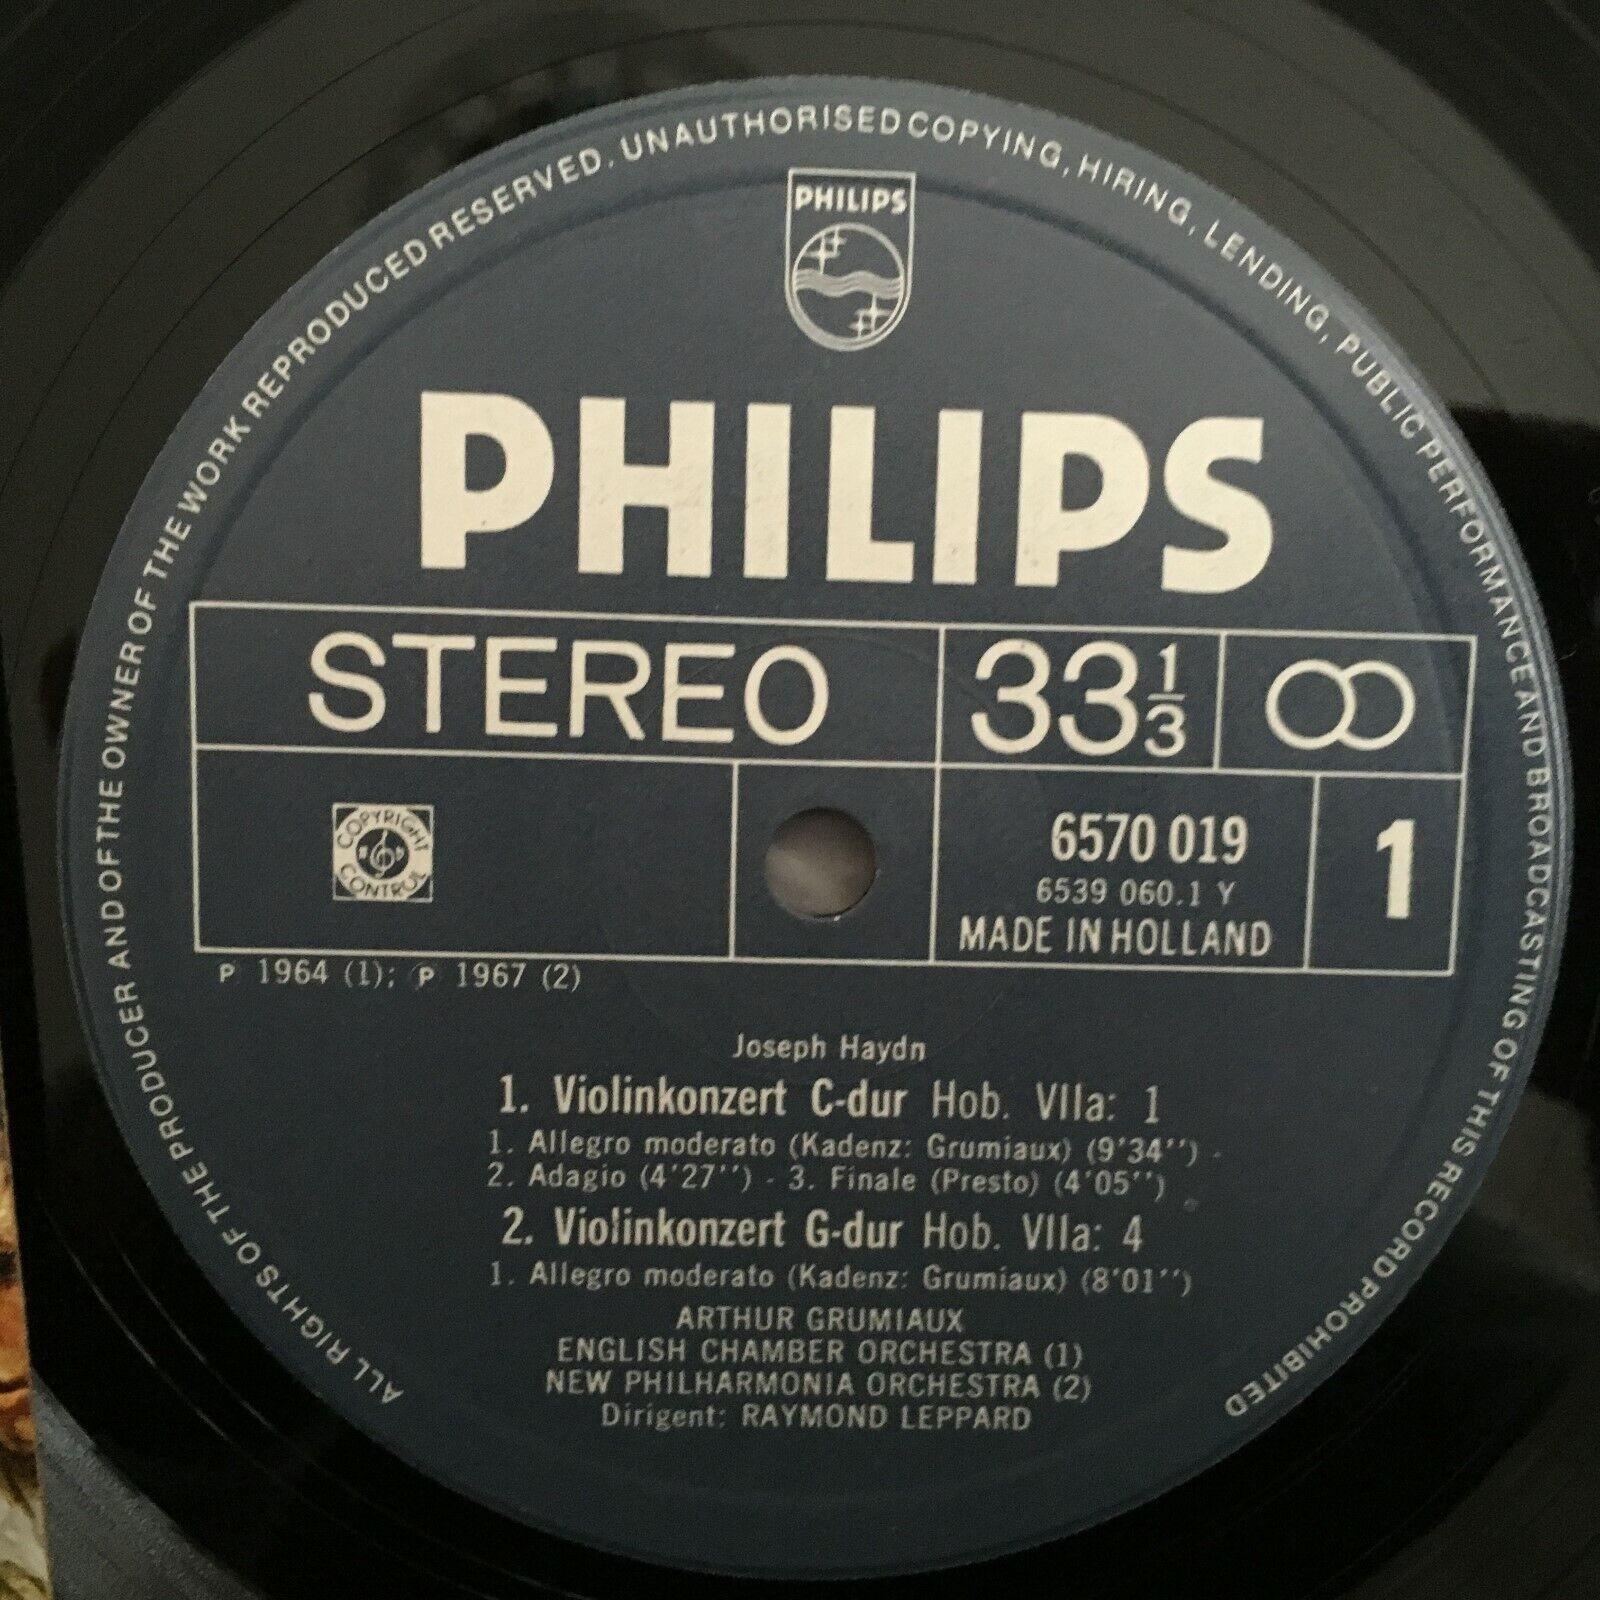 ALL RIGHTS OF THE PRODUCER AND OF THE OWNER OF THE WORK REPRODUCED RESERVED. UNAUTHORISED COPYING, HIRING, LENDING, PUBLIC PERFORMANCE AND BROADCASTING OF THIS RECORD PROHIBITED
PHILIPS
PHILIPS
STEREO 33 1/3
COPYRIGHT CONTROL
6570 019
6539 060.1 Y
MADE IN HOLLAND
1
P 1964 (1); P 1967 (2)
Joseph Haydn
1. Violinkonzert C-dur Hob. VIIa: 1
1. Allegro moderato (Kadenz: Grumiaux) (9'34'') -
2. Adagio (4'27'') - 3. Finale (Presto) (4'05'')
2. Violinkonzert G-dur Hob. VIIa: 4
1. Allegro moderato (Kadenz: Grumiaux) (8'01'')
ARTHUR GRUMIAUX
ENGLISH CHAMBER ORCHESTRA (1)
NEW PHILHARMONIA ORCHESTRA (2)
Dirigent: RAYMOND LEPPARD